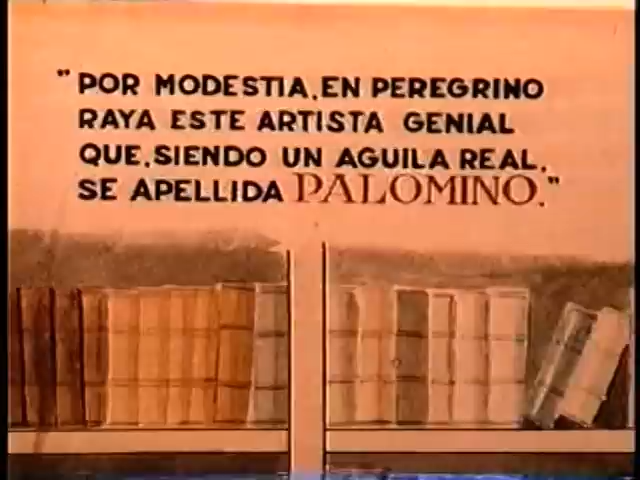 "POR MODESTIA, EN PEREGRINO
RAYA ESTE ARTISTA GENIAL
QUE, SIENDO UN AGUILA REAL,
SE APELLIDA PALOMINO."